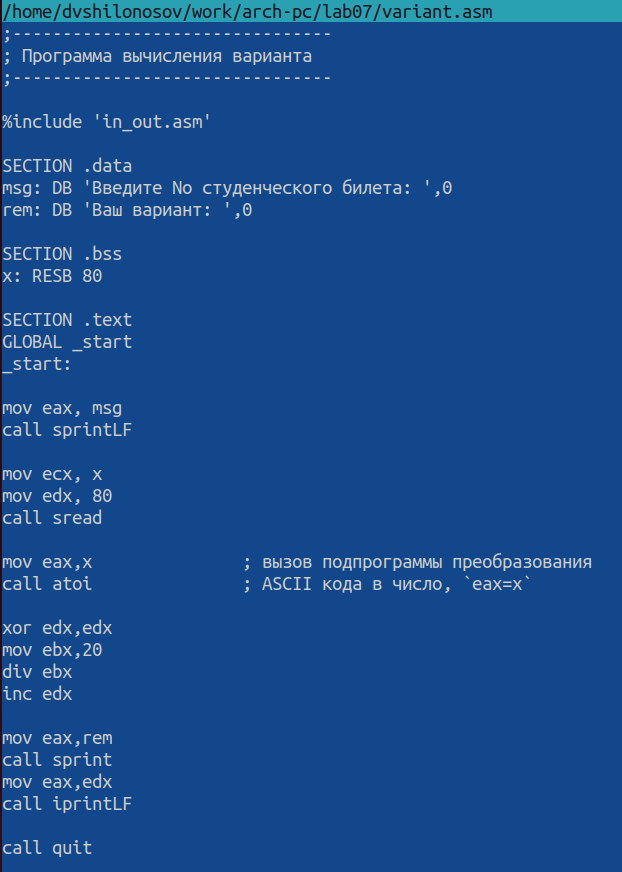 /home/dvshilonosov/work/arch-pc/lab07/variant.asm
;--------------------------------
; Программа вычисления варианта
;--------------------------------
%include 'in_out.asm'
SECTION .data
msg: DB 'Введите No студенческого билета: ',0
rem: DB 'Ваш вариант: ',0
SECTION .bss
x: RESB 80
SECTION .text
GLOBAL _start
_start:
mov eax, msg
call sprintLF
mov ecx, x
mov edx, 80
call sread
mov eax,x               ; вызов подпрограммы преобразования
call atoi               ; ASCII кода в число, `eax=x`
xor edx,edx
mov ebx,20
div ebx
inc edx
mov eax,rem
call sprint
mov eax,edx
call iprintLF
call quit